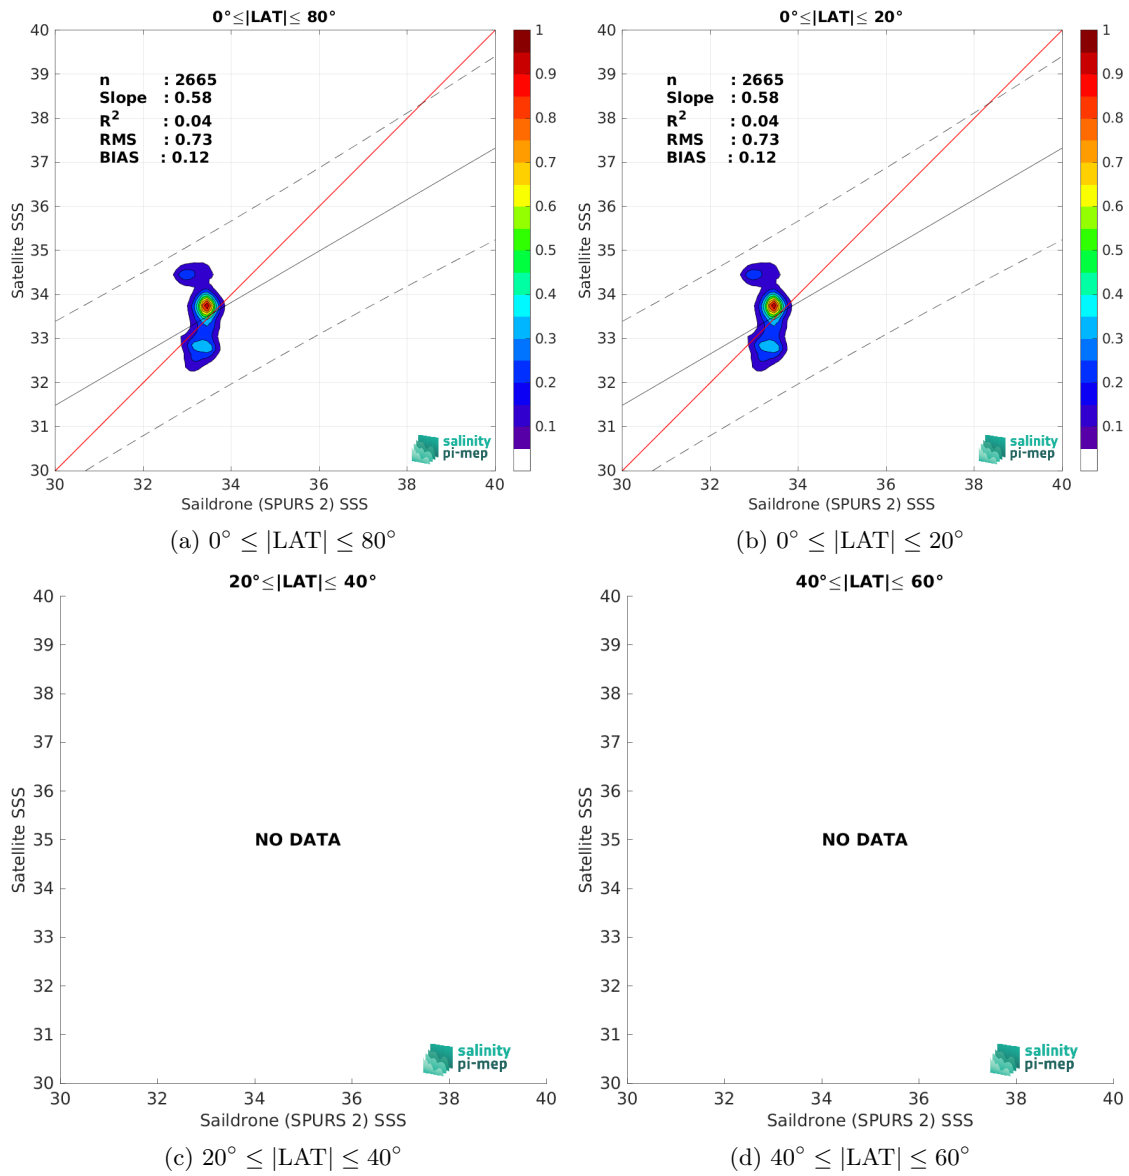 0°≤|LAT|≤ 80°
40
39
38
37
36
35
34
33
32
31
30
Satellite SSS
n : 2665
Slope : 0.58
R² : 0.04
RMS : 0.73
BIAS : 0.12
1
0.9
0.8
0.7
0.6
0.5
0.4
0.3
0.2
0.1
salinity
pi-mep
30 32 34 36 38 40
Saildrone (SPURS 2) SSS
(a) 0° ≤ |LAT| ≤ 80°
0°≤|LAT|≤ 20°
40
39
38
37
36
35
34
33
32
31
30
Satellite SSS
n : 2665
Slope : 0.58
R² : 0.04
RMS : 0.73
BIAS : 0.12
1
0.9
0.8
0.7
0.6
0.5
0.4
0.3
0.2
0.1
salinity
pi-mep
30 32 34 36 38 40
Saildrone (SPURS 2) SSS
(b) 0° ≤ |LAT| ≤ 20°
20°≤|LAT|≤ 40°
40
39
38
37
36
35
34
33
32
31
30
Satellite SSS
NO DATA
salinity
pi-mep
30 32 34 36 38 40
Saildrone (SPURS 2) SSS
(c) 20° ≤ |LAT| ≤ 40°
40°≤|LAT|≤ 60°
40
39
38
37
36
35
34
33
32
31
30
Satellite SSS
NO DATA
salinity
pi-mep
30 32 34 36 38 40
Saildrone (SPURS 2) SSS
(d) 40° ≤ |LAT| ≤ 60°